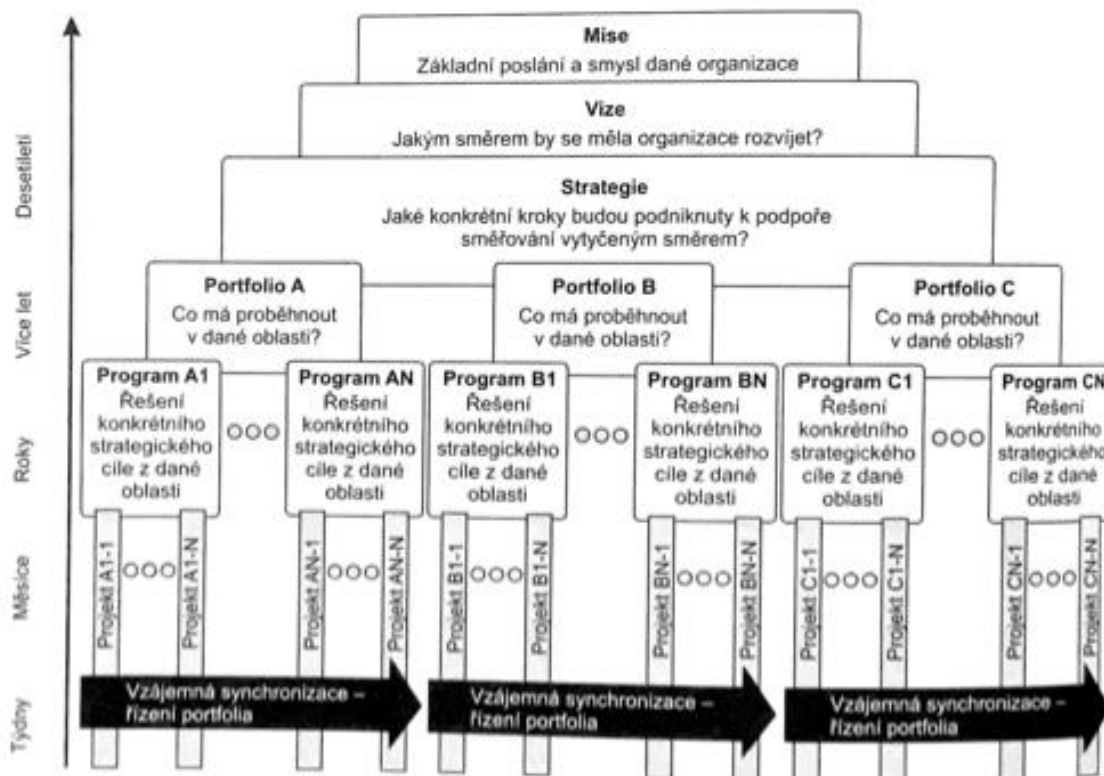 Mise
Základní poslání a smysl dané organizace
Vize
Jakým směrem by se měla organizace rozvíjet?
Strategie
Jaké konkrétní kroky budou podniknuty k podpoře
směřování vytyčeným směrem?
Portfolio A
Co má proběhnout
v dané oblasti?
Portfolio B
Co má proběhnout
v dané oblasti?
Portfolio C
Co má proběhnout
v dané oblasti?
Program A1
Řešení
konkrétního
strategického
cíle z dané
oblasti
Program AN
Řešení
konkrétního
strategického
cíle z dané
oblasti
Program B1
Řešení
konkrétního
strategického
cíle z dané
oblasti
Program BN
Řešení
konkrétního
strategického
cíle z dané
oblasti
Program C1
Řešení
konkrétního
strategického
cíle z dané
oblasti
Program CN
Řešení
konkrétního
strategického
cíle z dané
oblasti
Projekt A1-1
Projekt A1-N
Projekt AN-1
Projekt AN-N
Projekt B1-1
Projekt B1-N
Projekt BN-1
Projekt BN-N
Projekt C1-1
Projekt C1-N
Projekt CN-1
Projekt CN-N
Vzájemná synchronizace –
řízení portfolia
Vzájemná synchronizace –
řízení portfolia
Vzájemná synchronizace –
řízení portfolia
Desetiletí
Více let
Roky
Měsíce
Týdny